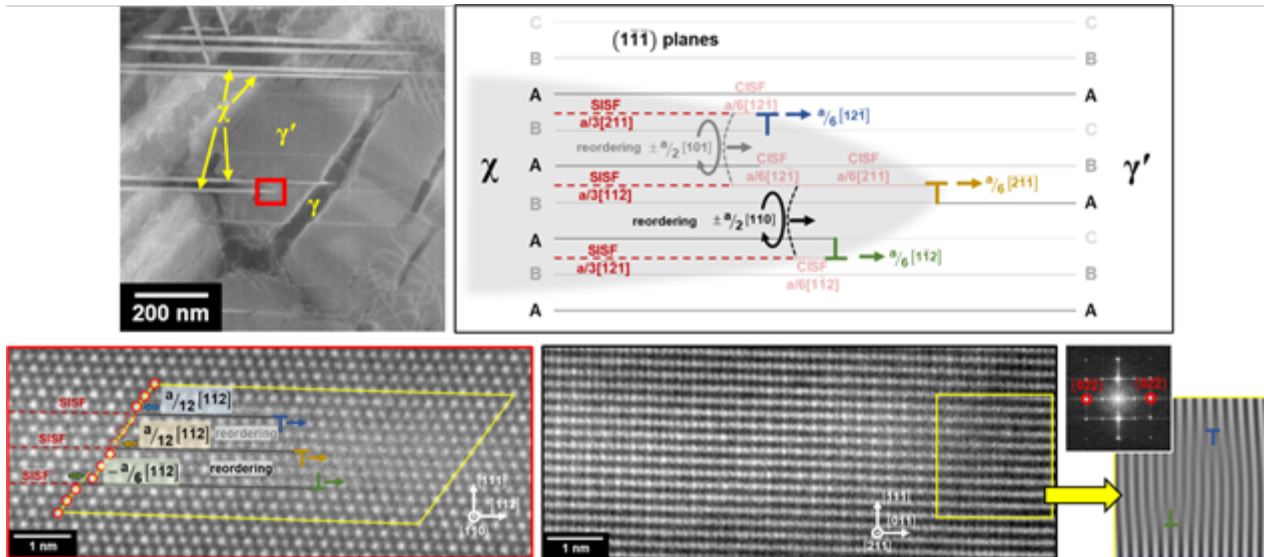 χ
γ′
γ
200 nm
(11̅1̅) planes
C
B
B
A
A
CISF
SISF
a/6[121]
a/6[121̅]
a/3[211]
B
C
reordering ± a/2 [101]
χ
A
CISF
CISF
B
γ′
SISF
a/6[121]
a/6[211]
a/6[21̅1]
a/3[112]
B
A
reordering ± a/2 [110]
A
C
SISF
a/6[11̅2]
a/3[1̅21]
B
CISF
B
a/6[112]
A
A
a/12 [112]
SISF
a/12 [112]
reordering
SISF
- a/6 [112]
reordering
SISF
[111]
[112]
[110]
1 nm
[111]
[011]
[211]
1 nm
[022]
[022]